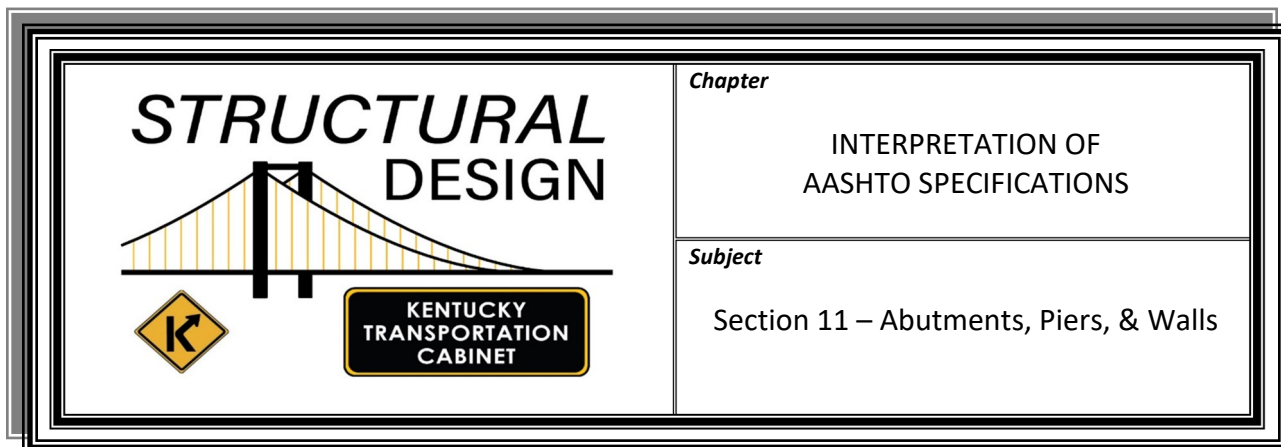 STRUCTURAL
DESIGN
KENTUCKY
TRANSPORTATION
CABINET
Chapter
INTERPRETATION OF
AASHTO SPECIFICATIONS
Subject
Section 11 – Abutments, Piers, & Walls